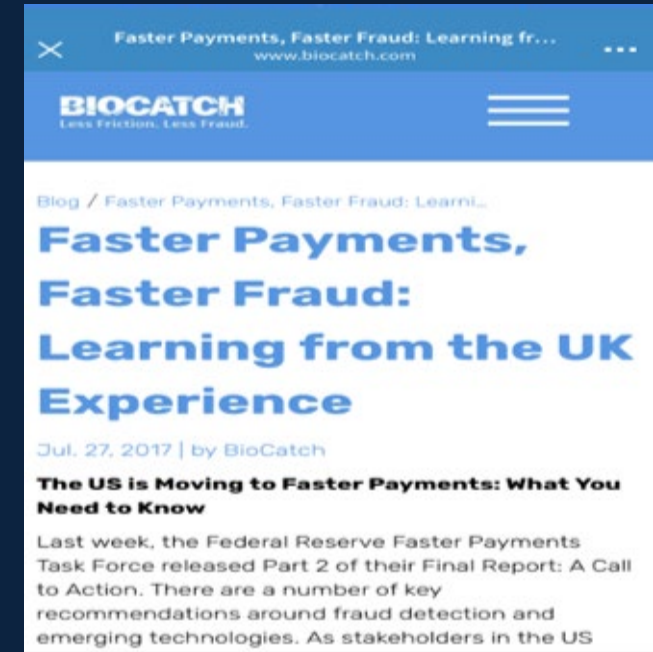 Faster Payments, Faster Fraud: Learning fr...
www.biocatch.com
BIOCATCH
Less Friction. Less Fraud.
Blog / Faster Payments, Faster Fraud: Learni...
Faster Payments,
Faster Fraud:
Learning from the UK
Experience
Jul. 27, 2017 | by BioCatch
The US is Moving to Faster Payments: What You
Need to Know
Last week, the Federal Reserve Faster Payments
Task Force released Part 2 of their Final Report: A Call
to Action. There are a number of key
recommendations around fraud detection and
emerging technologies. As stakeholders in the US